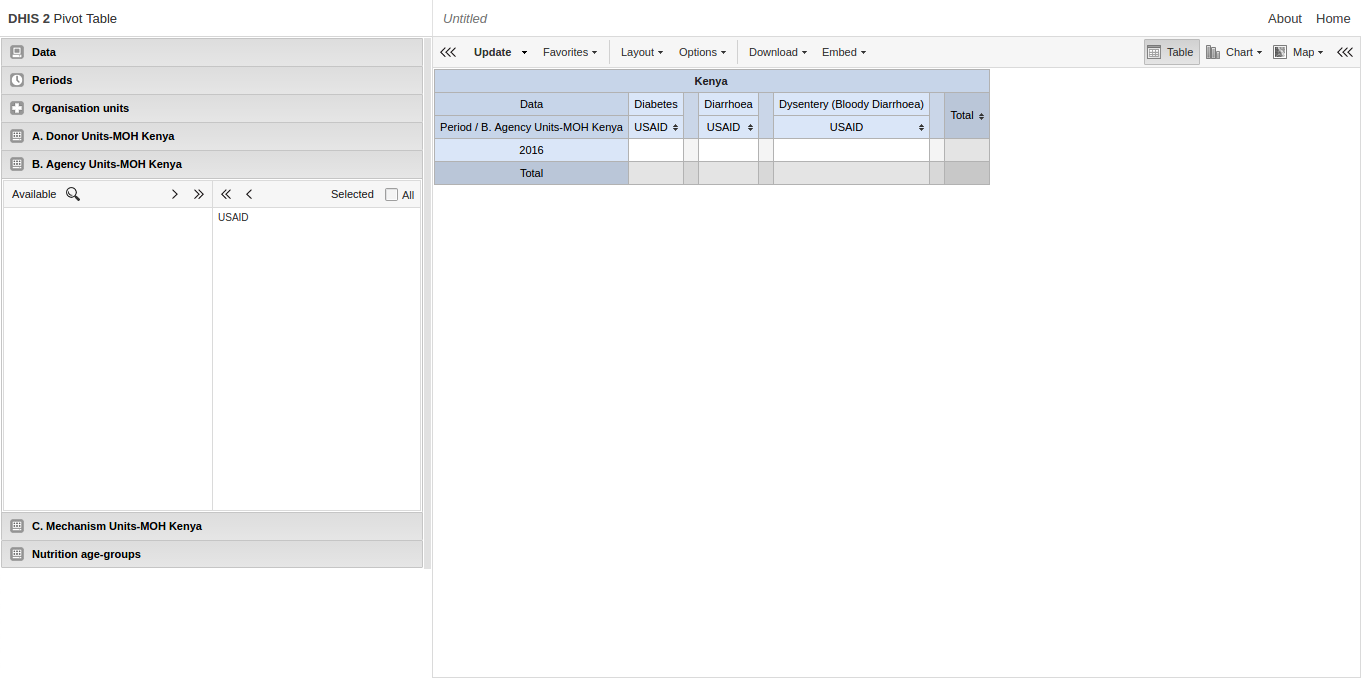 DHIS 2 Pivot Table
Untitled
About Home
Data
Periods
Organisation units
A. Donor Units-MOH Kenya
B. Agency Units-MOH Kenya
Available
Selected All
USAID
C. Mechanism Units-MOH Kenya
Nutrition age-groups
Update Favorites Layout Options Download Embed Table Chart Map
Kenya
Data Diabetes Diarrhoea Dysentery (Bloody Diarrhoea) Total
Period / B. Agency Units-MOH Kenya USAID USAID USAID
2016
Total